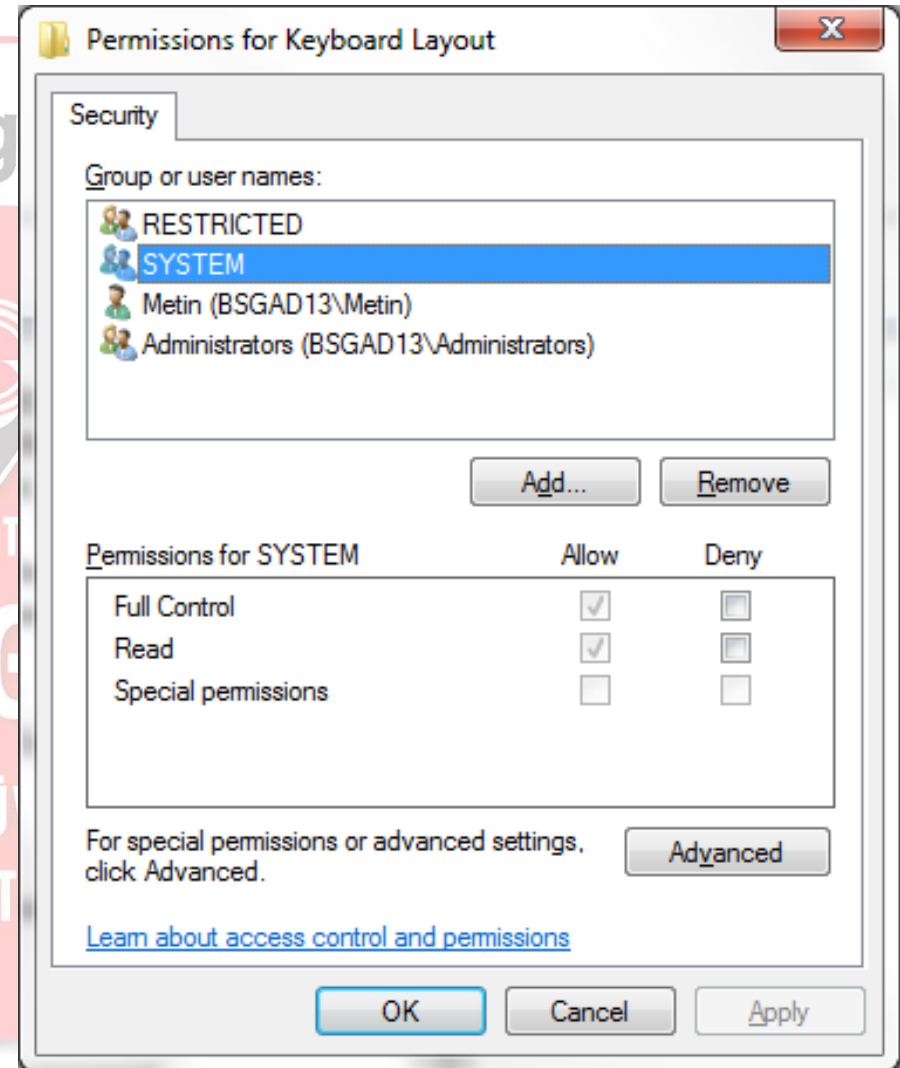 Permissions for Keyboard Layout
Security
Group or user names:
RESTRICTED
SYSTEM
Metin (BSGAD13\Metin)
Administrators (BSGAD13\Administrators)
Add... Remove
Permissions for SYSTEM Allow Deny
Full Control
Read
Special permissions
For special permissions or advanced settings,
click Advanced.
Advanced
Learn about access control and permissions
OK Cancel Apply